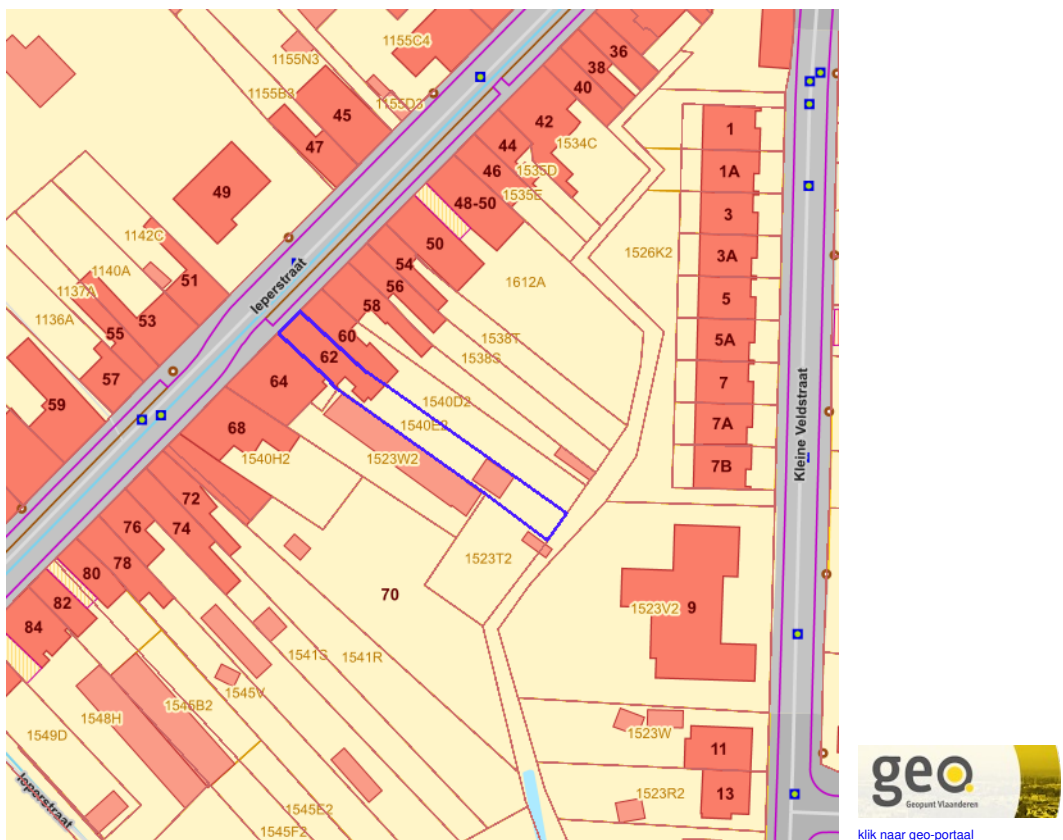 1155C4
36
1155N3
38
40
1155B3
1155D3
45
42
1
47
44
1534C
1535D
46
1A
49
1535E
48-50
3
1142C
50
1526K2
3A
1140A
54
Ieperstraat
51
56
1612A
1137A
5
53
58
1136A
55
60
1538T
5A
62
1538S
57
64
7
59
1540D2
Kleine Veldstraat
1540E2
7A
68
1540H2
1523W2
7B
72
76
74
1523T2
78
80
70
82
9
1523V2
84
1541S
1541R
1545V
1545B2
1548H
1549D
1523W
11
Ieperstraat
1523R2
13
1545E2
1545F2
geo.
Geopunt Vlaanderen
klik naar geo-portaal